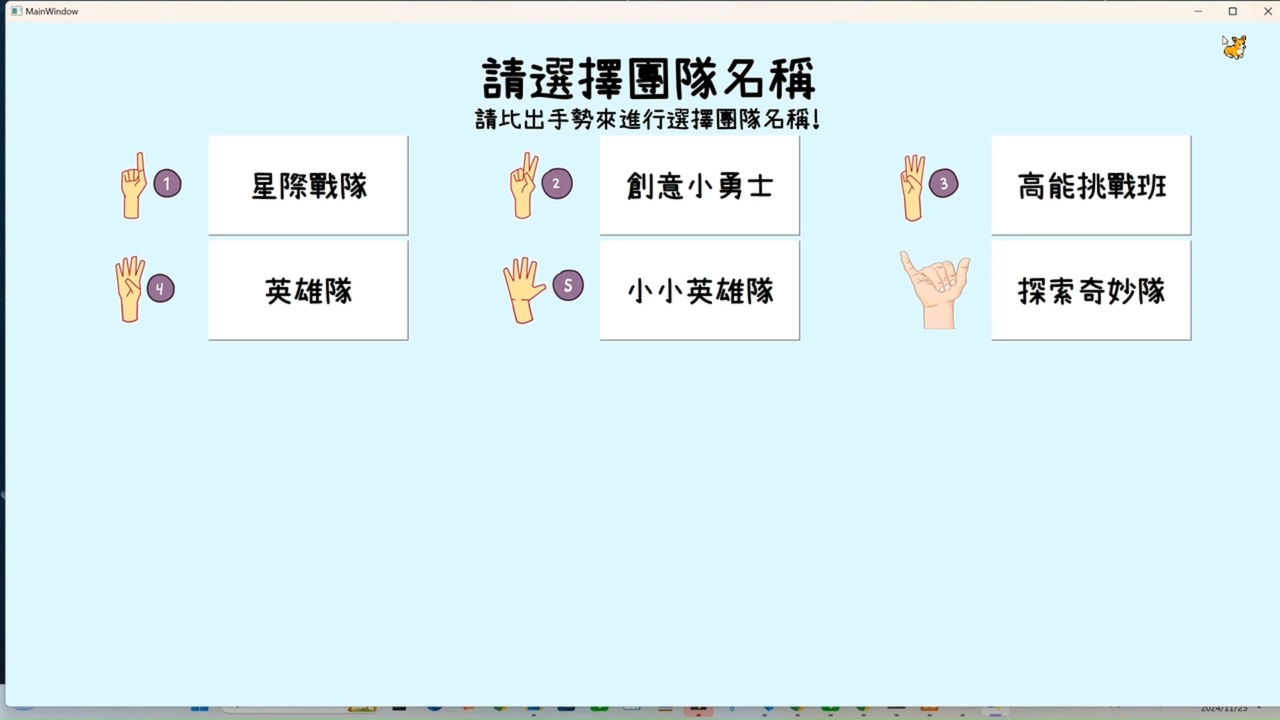 MainWindow
請選擇團隊名稱
請比出手勢來進行選擇團隊名稱!
1 星際戰隊
2 創意小勇士
3 高能挑戰班
4 英雄隊
5 小小英雄隊
探索奇妙隊